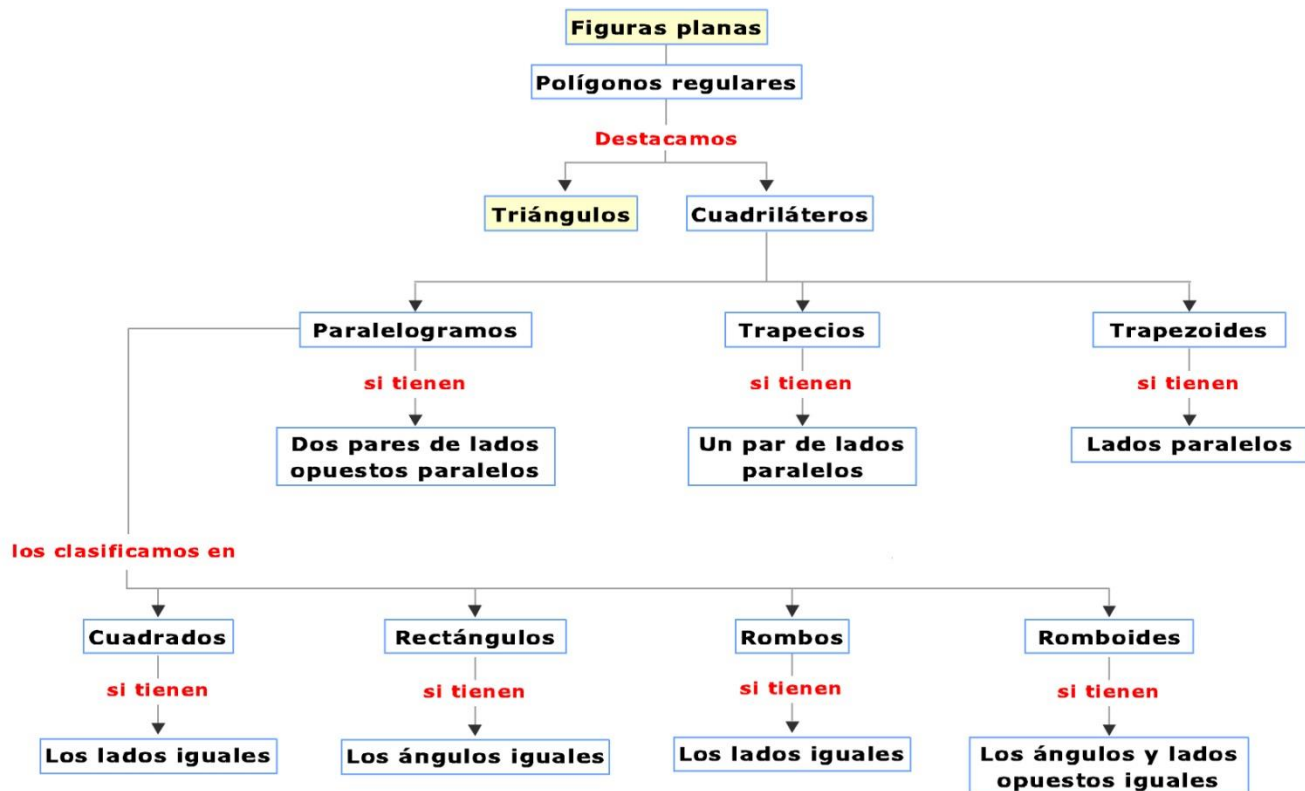 Figuras planas
Polígonos regulares
Destacamos
Triángulos
Cuadriláteros
Paralelogramos
Trapecios
Trapezoides
si tienen
si tienen
si tienen
Dos pares de lados
opuestos paralelos
Un par de lados
paralelos
Lados paralelos
los clasificamos en
Cuadrados
Rectángulos
Rombos
Romboides
si tienen
si tienen
si tienen
si tienen
Los lados iguales
Los ángulos iguales
Los lados iguales
Los ángulos y lados
opuestos iguales